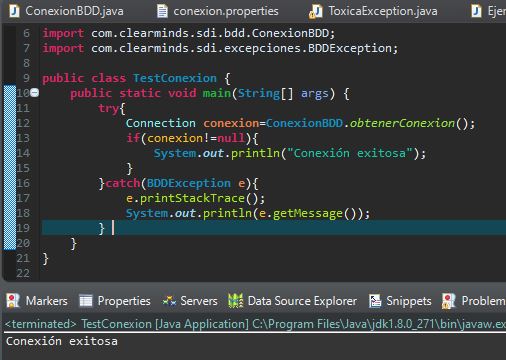 ConexionBDD.java conexion.properties ToxicaException.java Ejer
6 import com.clearminds.sdi.bdd.ConexionBDD;
7 import com.clearminds.sdi.excepciones.BDDException;
8
9 public class TestConexion {
10 public static void main(String[] args) {
11 try{
12 Connection conexion=ConexionBDD.obtenerConexion();
13 if(conexion!=null){
14 System.out.println("Conexión exitosa");
15 }
16 }catch(BDDException e){
17 e.printStackTrace();
18 System.out.println(e.getMessage());
19 }
20 }
21 }
22
Markers Properties Servers Data Source Explorer Snippets Problem
<terminated> TestConexion [Java Application] C:\Program Files\Java\jdk1.8.0_271\bin\javaw.ex
Conexión exitosa